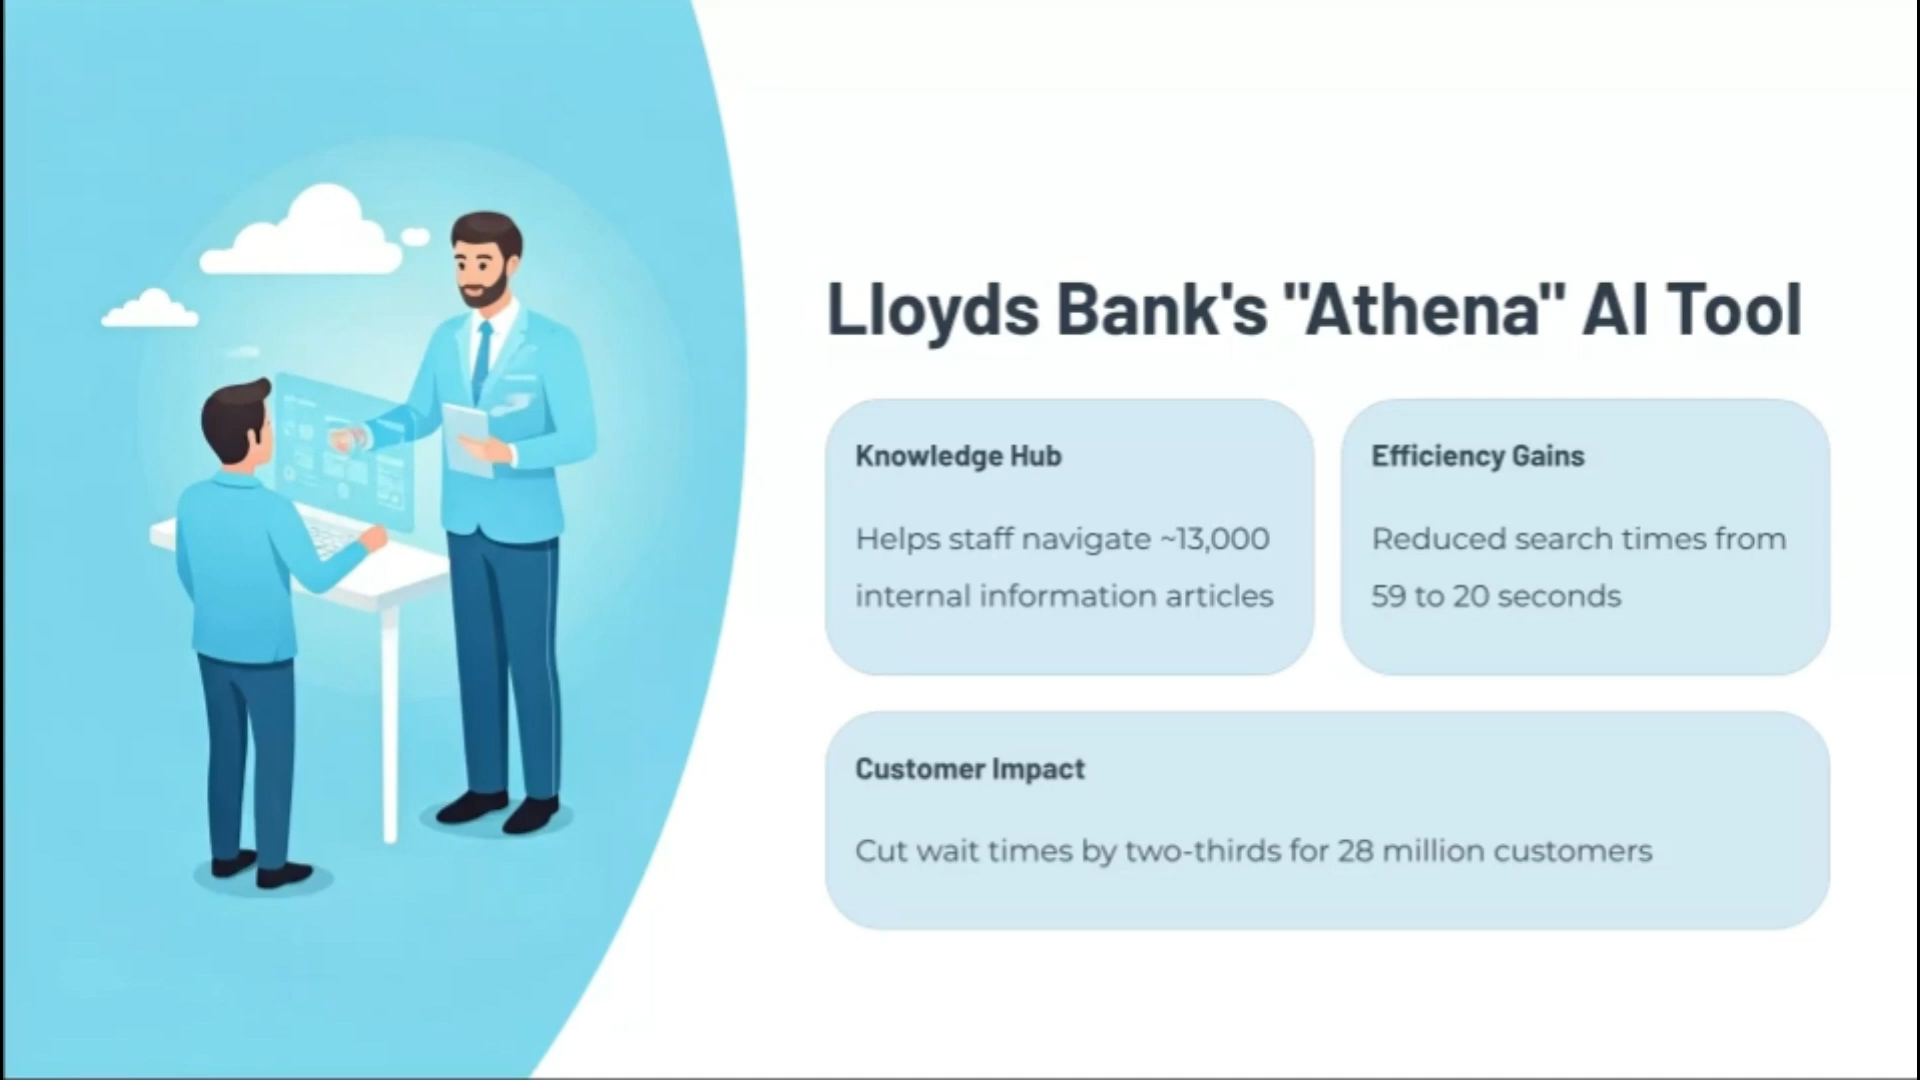 Lloyds Bank's "Athena" AI Tool
Knowledge Hub
Helps staff navigate ~13,000
internal information articles
Efficiency Gains
Reduced search times from
59 to 20 seconds
Customer Impact
Cut wait times by two-thirds for 28 million customers